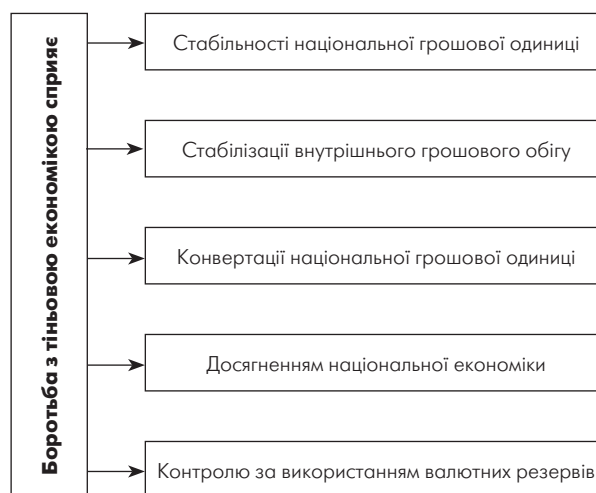 Боротьба з тіньовою економікою сприяє
Стабільності національної грошової одиниці
Стабілізації внутрішнього грошового обігу
Конвертації національної грошової одиниці
Досягненням національної економіки
Контролю за використанням валютних резервів